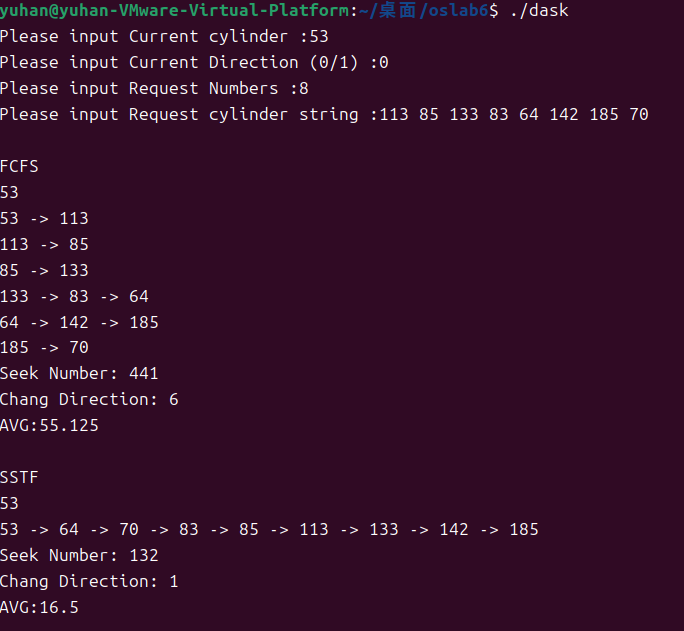 yuhan@yuhan-VMware-Virtual-Platform:~/桌面/oslab6$ ./dask
Please input Current cylinder :53
Please input Current Direction (0/1) :0
Please input Request Numbers :8
Please input Request cylinder string :113 85 133 83 64 142 185 70
FCFS
53
53 -> 113
113 -> 85
85 -> 133
133 -> 83 -> 64
64 -> 142 -> 185
185 -> 70
Seek Number: 441
Chang Direction: 6
AVG:55.125
SSTF
53
53 -> 64 -> 70 -> 83 -> 85 -> 113 -> 133 -> 142 -> 185
Seek Number: 132
Chang Direction: 1
AVG:16.5